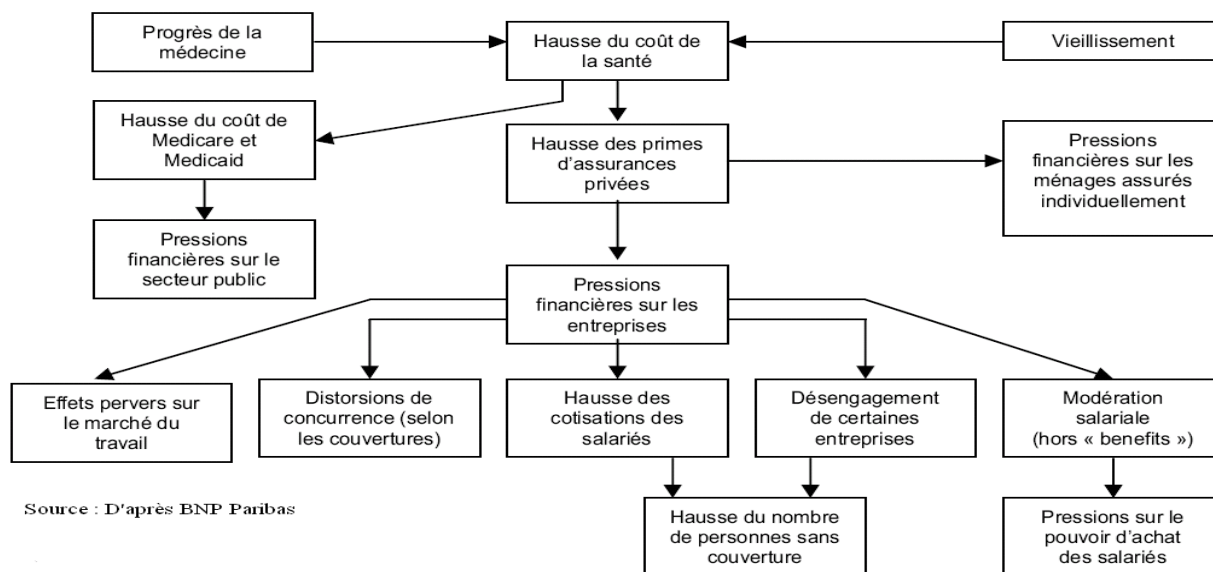 Progrès de la
médecine
Hausse du coût de
la santé
Vieillissement
Hausse du coût de
Medicare et
Medicaid
Hausse des primes
d’assurances
privées
Pressions
financières sur les
ménages assurés
individuellement
Pressions
financières sur le
secteur public
Pressions
financières sur les
entreprises
Effets pervers sur
le marché du
travail
Distorsions de
concurrence (selon
les couvertures)
Hausse des
cotisations des
salariés
Désengagement
de certaines
entreprises
Modération
salariale
(hors « benefits »)
Source : D'après BNP Paribas
Hausse du nombre
de personnes sans
couverture
Pressions sur le
pouvoir d’achat
des salariés